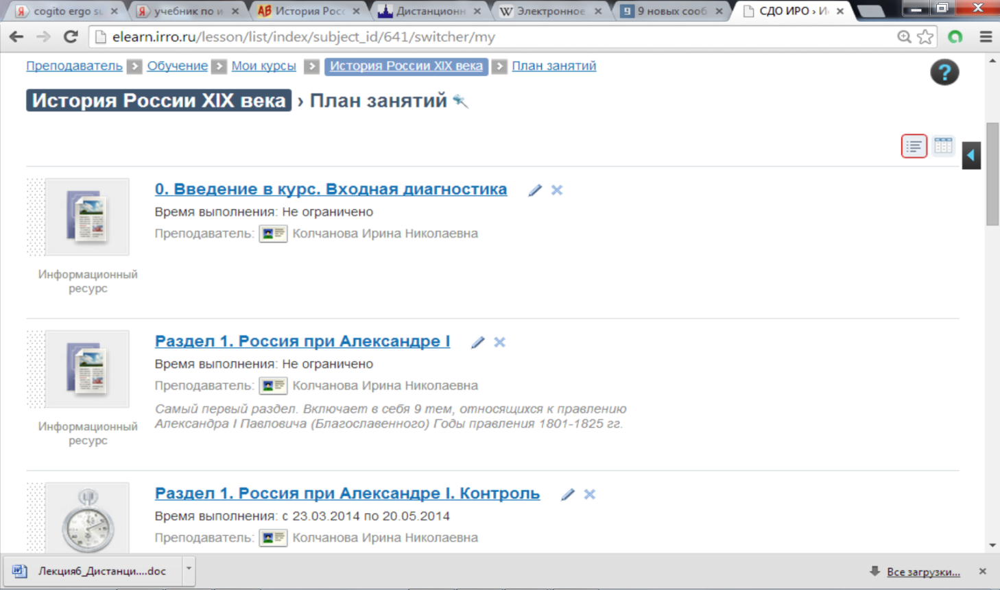 cogito ergo su
учебник по и
История Росс
Дистанционн
Электронное
9 новых сооб
СДО ИРО › И
elearn.irro.ru/lesson/list/index/subject_id/641/switcher/my
Преподаватель Обучение Мои курсы История России XIX века План занятий
История России XIX века › План занятий
0. Введение в курс. Входная диагностика
Время выполнения: Не ограничено
Преподаватель: Колчанова Ирина Николаевна
Информационный
ресурс
Раздел 1. Россия при Александре I
Время выполнения: Не ограничено
Преподаватель: Колчанова Ирина Николаевна
Самый первый раздел. Включает в себя 9 тем, относящихся к правлению
Александра I Павловича (Благославенного) Годы правления 1801-1825 гг.
Информационный
ресурс
Раздел 1. Россия при Александре I. Контроль
Время выполнения: с 23.03.2014 по 20.05.2014
Преподаватель: Колчанова Ирина Николаевна
Лекция6_Дистанци....doc
Все загрузки...